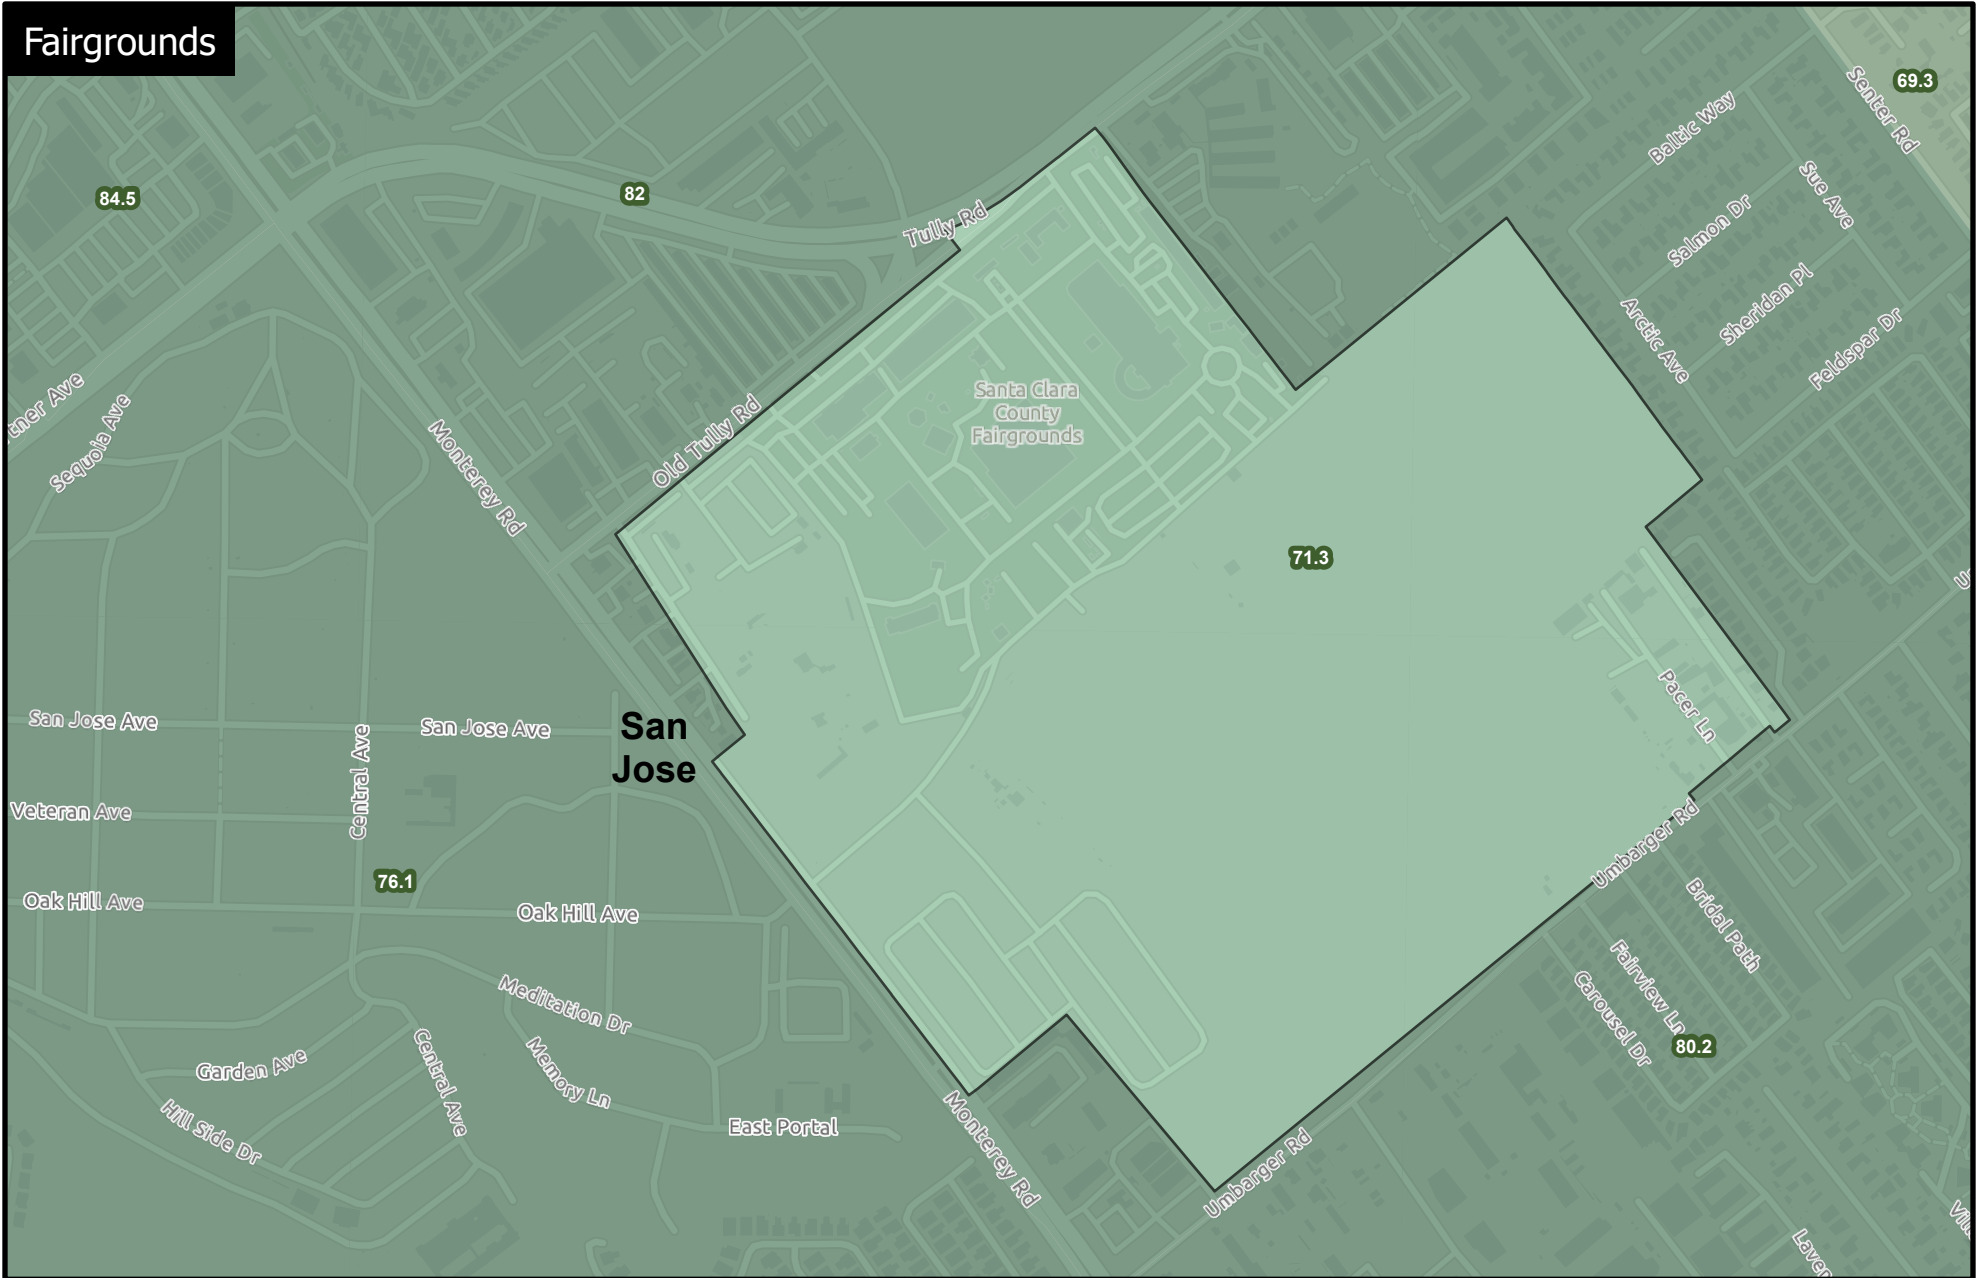 Fairgrounds
69.3
Senter Rd
Baltic Way
Sue Ave
84.5
82
Tully Rd
Salmon Dr
Sheridan Pl
Arctic Ave
Feldspar Dr
Santa Clara
County
Fairgrounds
Sequoia Ave
Old Tully Rd
Monterey Rd
71.3
Pacer Ln
San Jose Ave
San Jose Ave
San
Jose
Central Ave
Veteran Ave
Umbarger Rd
76.1
Oak Hill Ave
Oak Hill Ave
Bridal Path
Fairview Ln
Carousel Dr
80.2
Meditation Dr
Garden Ave
Central Ave
Memory Ln
Hill Side Dr
East Portal
Monterey Rd
Umbarger Rd